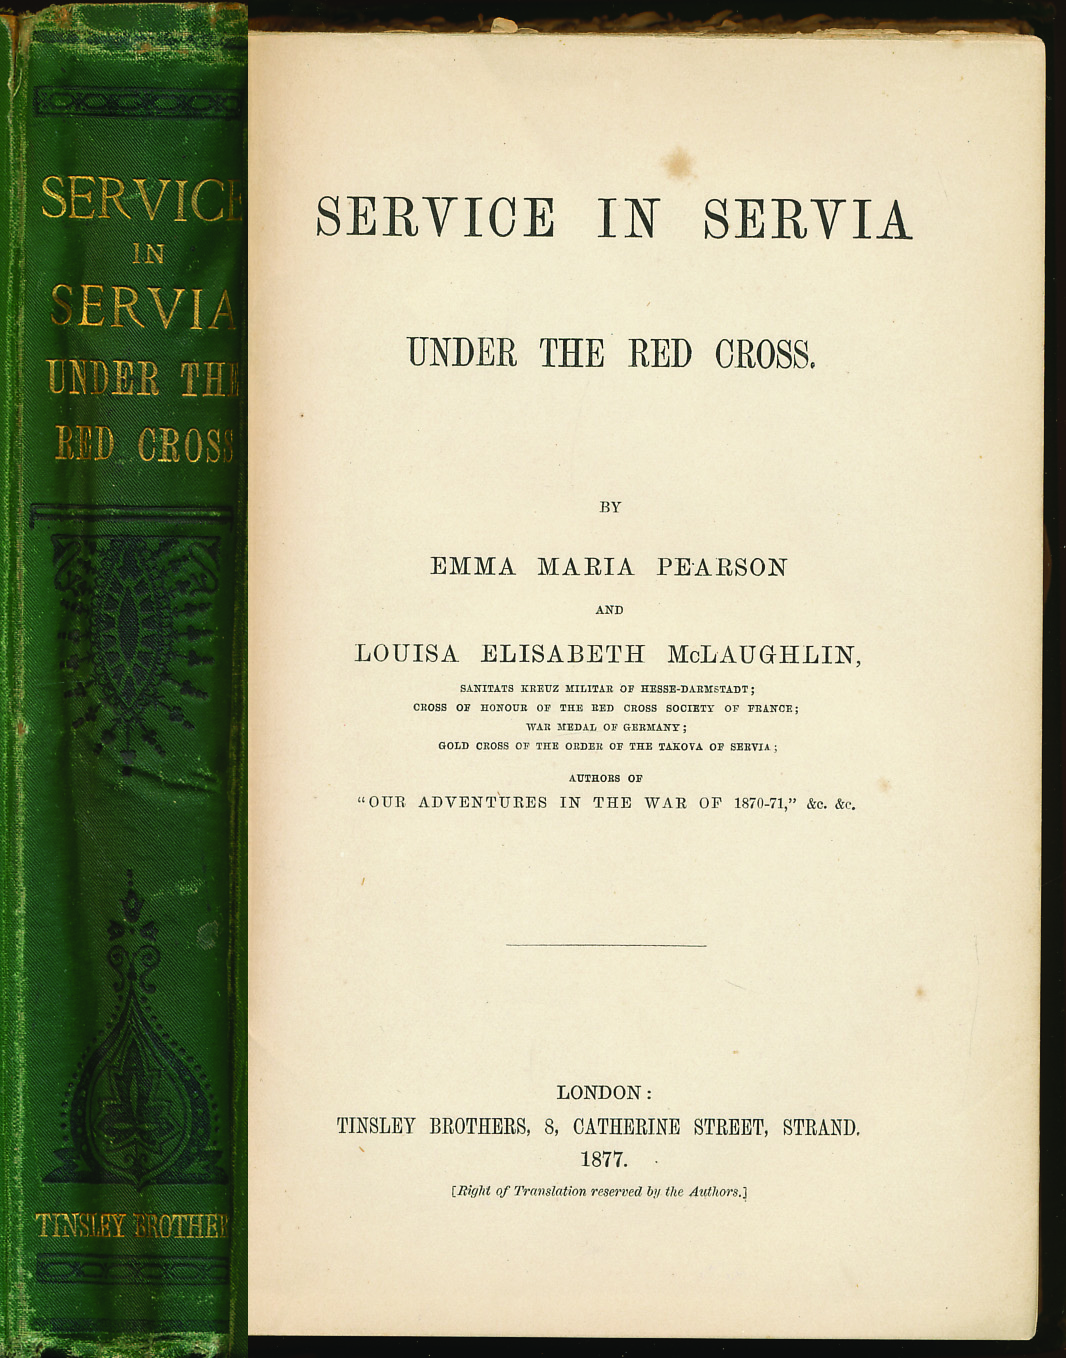 SERVICE
IN
SERVIA
UNDER THE
RED CROSS
TINSLEY BROTHER
SERVICE IN SERVIA
UNDER THE RED CROSS.
BY
EMMA MARIA PEARSON
AND
LOUISA ELISABETH McLAUGHLIN,
SANITATS KREUZ MILITAR OF HESSE-DARMSTADT;
CROSS OF HONOUR OF THE RED CROSS SOCIETY OF FRANCE;
WAR MEDAL OF GERMANY;
GOLD CROSS OF THE ORDER OF THE TAKOVA OF SERVIA;
AUTHORS OF
“OUR ADVENTURES IN THE WAR OF 1870-71,” &c. &c.
LONDON:
TINSLEY BROTHERS, 8, CATHERINE STREET, STRAND.
1877.
[Right of Translation reserved by the Authors.]